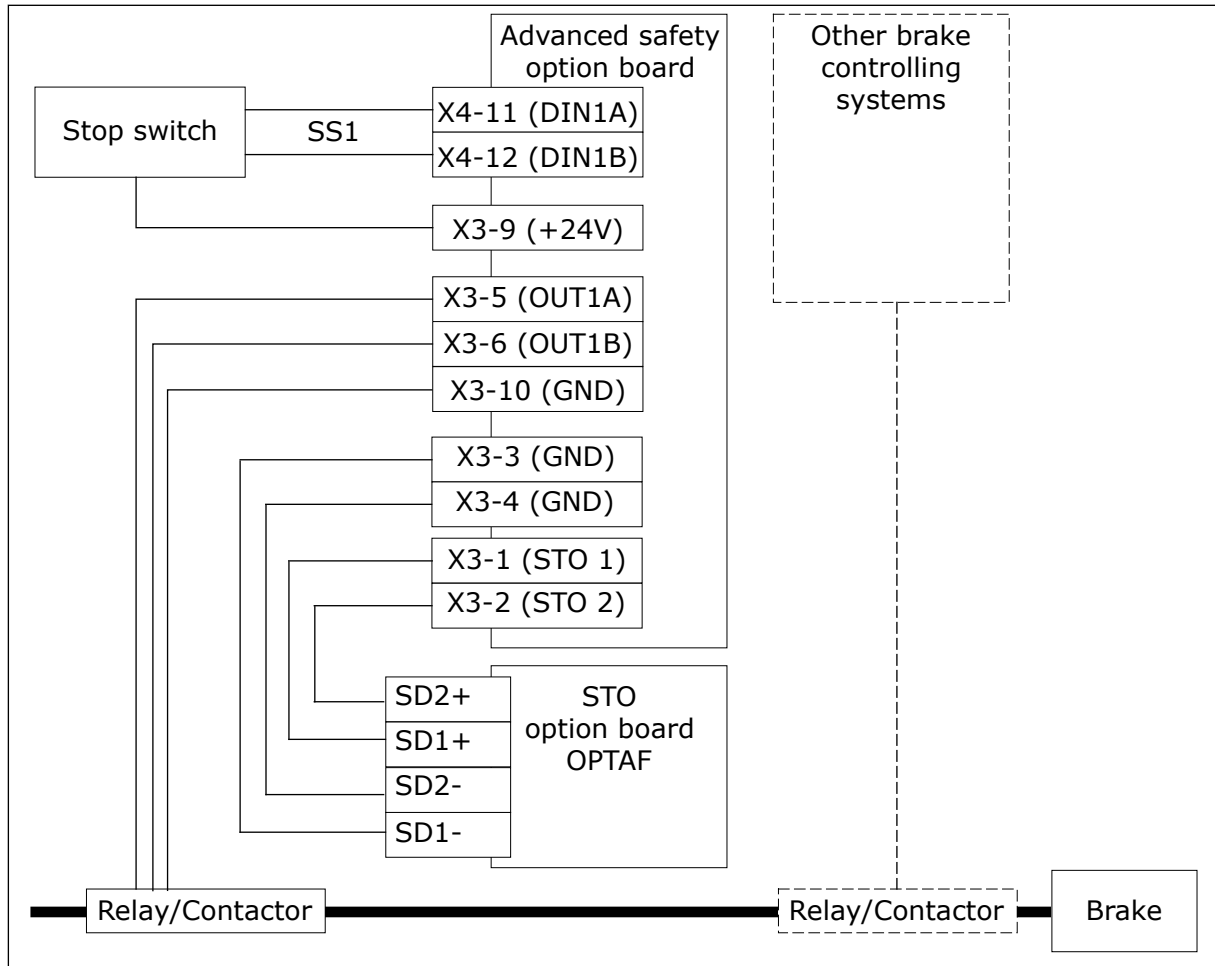 Advanced safety
option board
Other brake
controlling
systems
Stop switch
SS1
X4-11 (DIN1A)
X4-12 (DIN1B)
X3-9 (+24V)
X3-5 (OUT1A)
X3-6 (OUT1B)
X3-10 (GND)
X3-3 (GND)
X3-4 (GND)
X3-1 (STO 1)
X3-2 (STO 2)
SD2+
SD1+
SD2-
SD1-
STO
option board
OPTAF
Relay/Contactor
Relay/Contactor
Brake